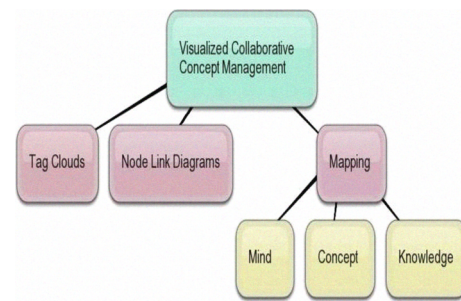 Visualized Collaborative
Concept Management
Tag Clouds
Node Link Diagrams
Mapping
Mind
Concept
Knowledge